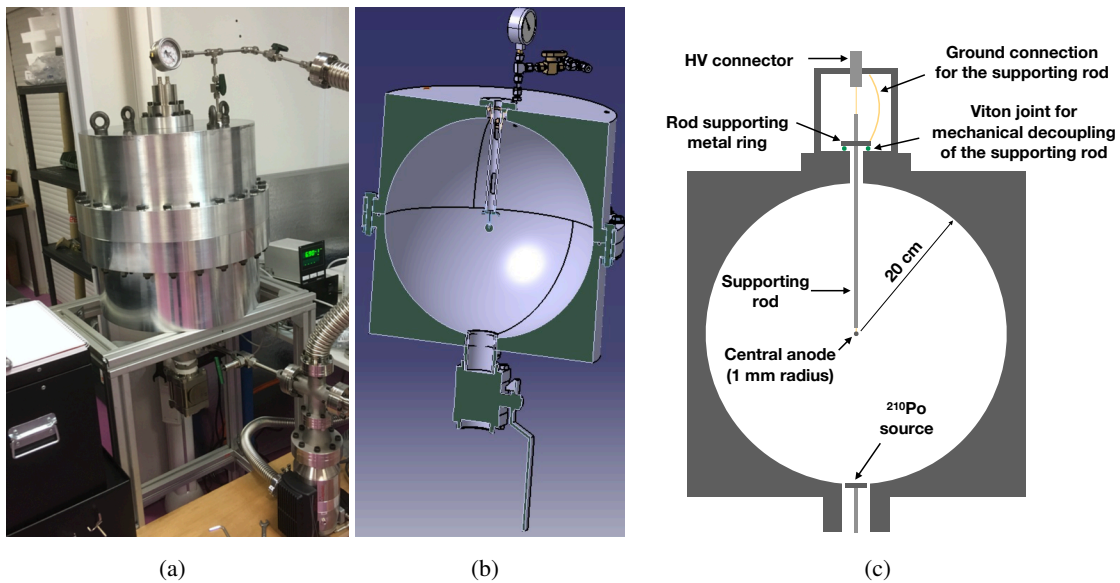 HV connector
Ground connection
for the supporting rod
Rod supporting
metal ring
Viton joint for
mechanical decoupling
of the supporting rod
20 cm
Supporting
rod
Central anode
(1 mm radius)
²¹⁰Po
source
(a)
(b)
(c)